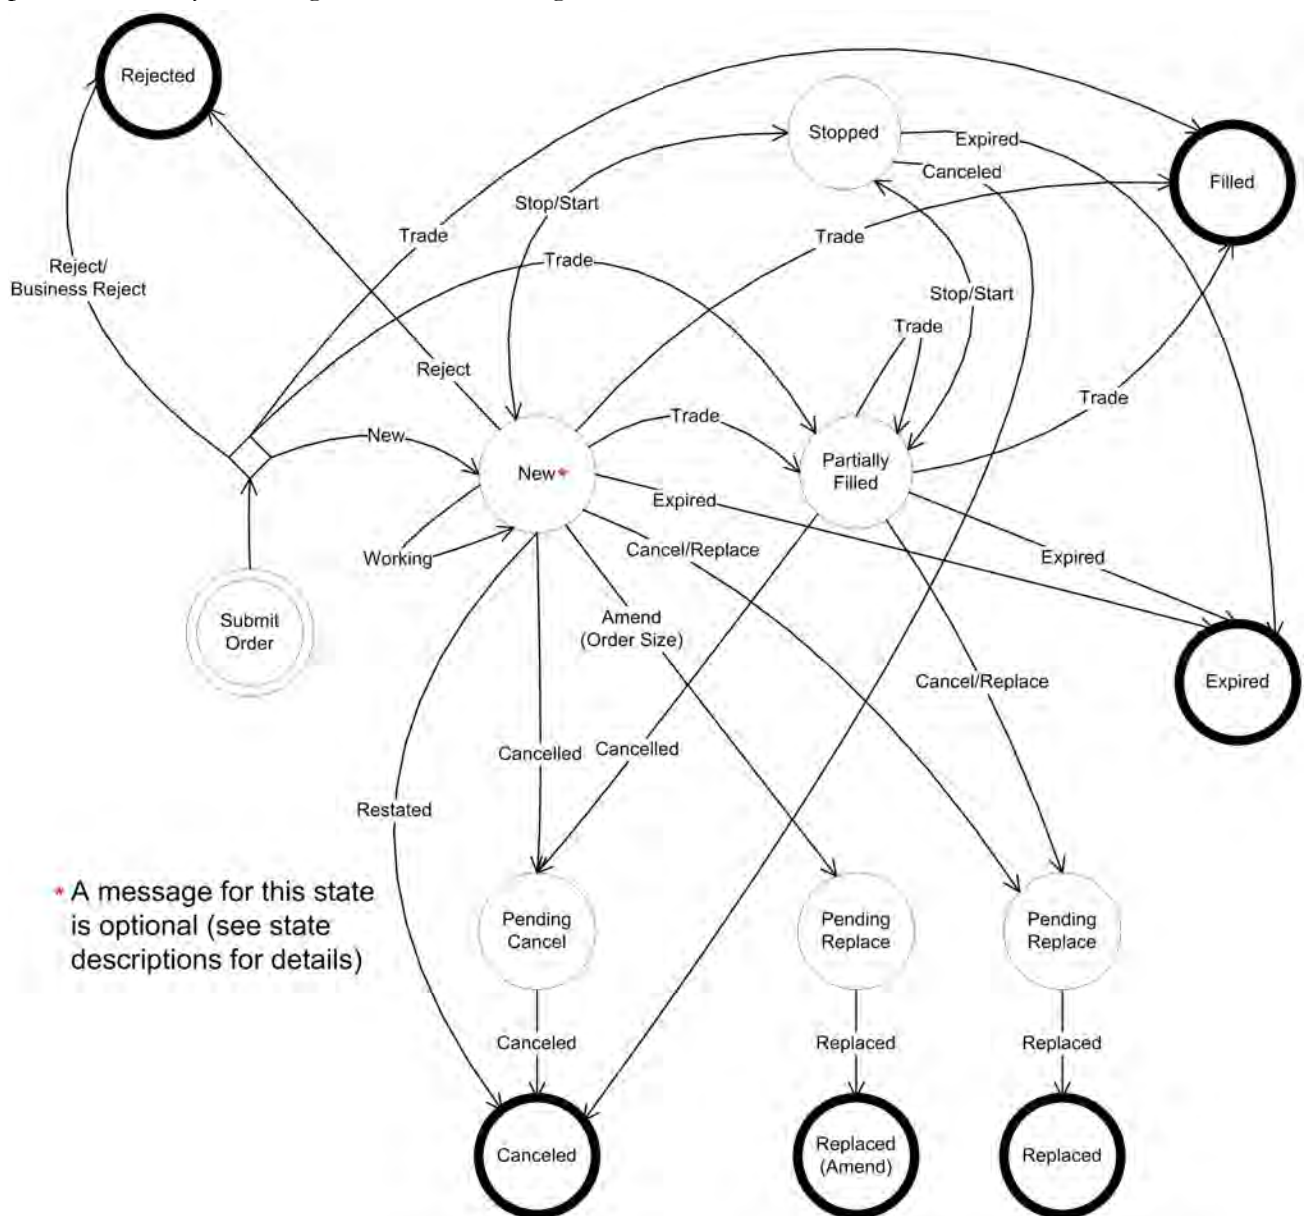 Rejected
Stopped
Expired
Canceled
Filled
Stop/Start
Trade
Trade
Trade
Reject/
Business Reject
Stop/Start
Trade
Reject
Trade
New
Trade
New*
Partially
Filled
Expired
Working
Cancel/Replace
Expired
Submit
Order
Amend
(Order Size)
Cancel/Replace
Expired
Cancelled
Cancelled
Restated
* A message for this state
is optional (see state
descriptions for details)
Pending
Cancel
Pending
Replace
Pending
Replace
Canceled
Replaced
Replaced
Canceled
Replaced
(Amend)
Replaced